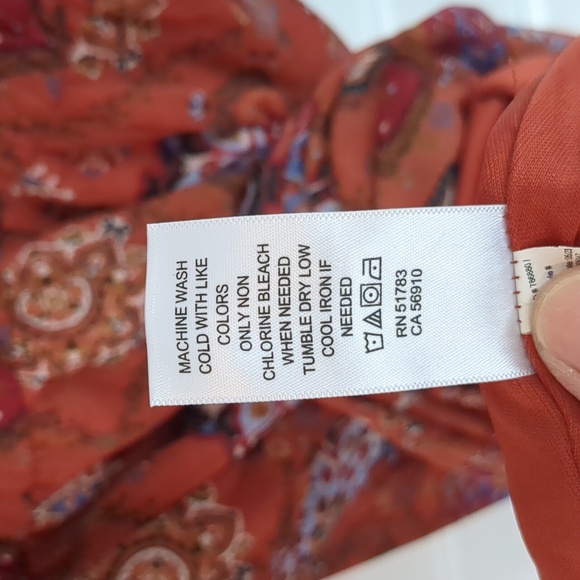 MACHINE WASH
COLD WITH LIKE
COLORS
ONLY NON
CHLORINE BLEACH
WHEN NEEDED
TUMBLE DRY LOW
COOL IRON IF
NEEDED
RN 51783
CA 56910